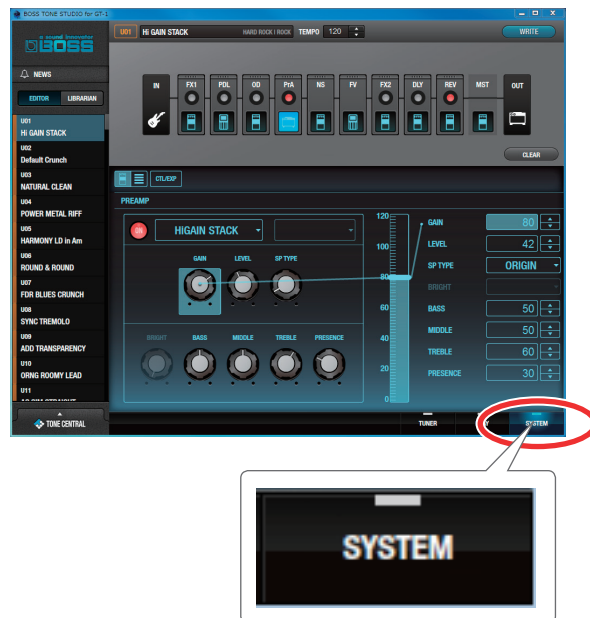 BOSS TONE STUDIO for GT-1
a sound innovator
BOSS
NEWS
EDITOR LIBRARIAN
U01
Hi GAIN STACK
U02
Default Crunch
U03
NATURAL CLEAN
U04
POWER METAL RIFF
U05
HARMONY LD in Am
U06
ROUND & ROUND
U07
FDR BLUES CRUNCH
U08
SYNC TREMOLO
U09
ADD TRANSPARENCY
U10
ORNG ROOMY LEAD
U11
TONE CENTRAL
U01 Hi GAIN STACK HARD ROCK | ROCK TEMPO 120 WRITE
IN FX1 PDL OD PrA NS FV FX2 DLY REV MST OUT
CLEAR
CTL/EXP
PREAMP
ON HIGAIN STACK
GAIN LEVEL SP TYPE
BRIGHT BASS MIDDLE TREBLE PRESENCE
120
100
80
60
40
20
0
GAIN 80
LEVEL 42
SP TYPE ORIGIN
BRIGHT
BASS 50
MIDDLE 50
TREBLE 60
PRESENCE 30
TUNER Y SYSTEM
SYSTEM